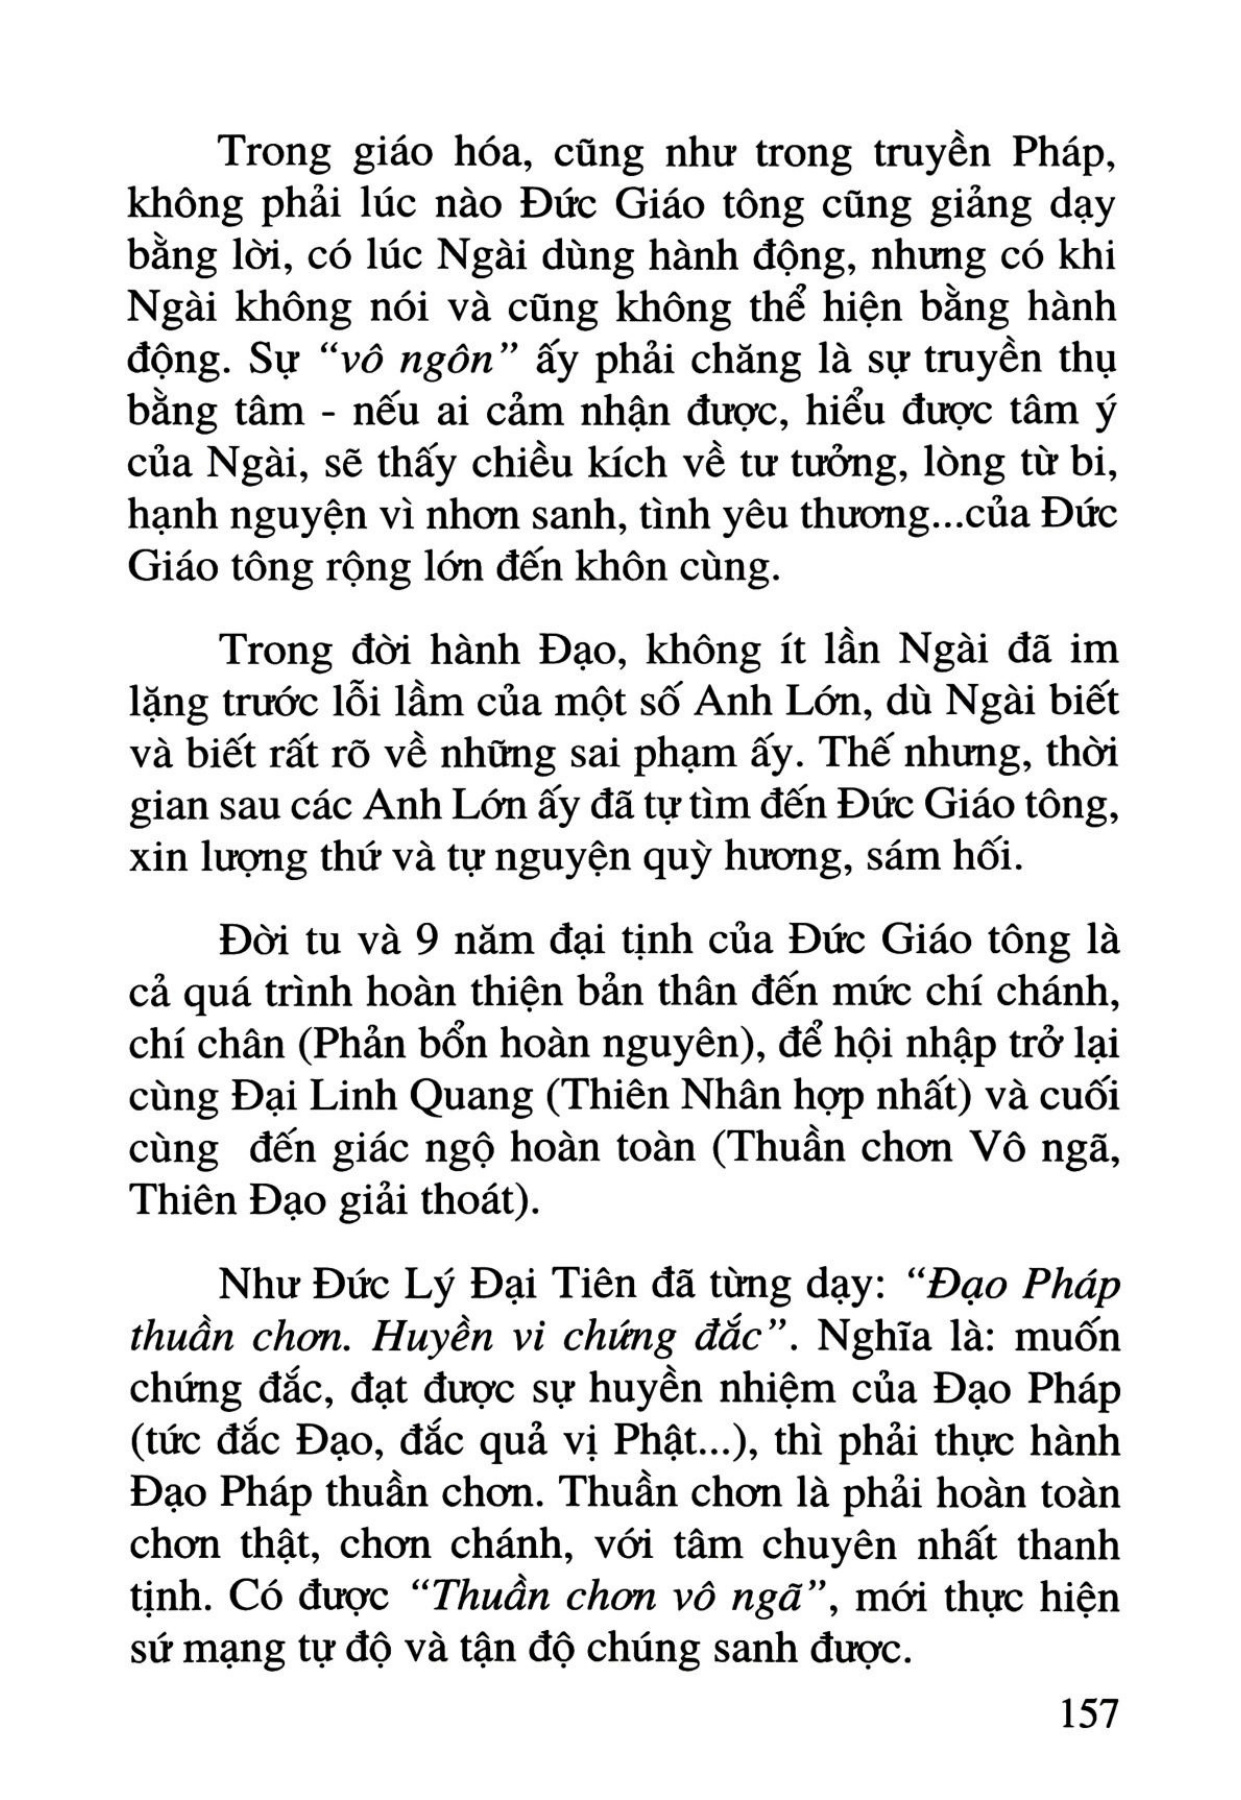 Trong giáo hóa, cũng như trong truyền Pháp,
không phải lúc nào Đức Giáo tông cũng giảng dạy
bằng lời, có lúc Ngài dùng hành động, nhưng có khi
Ngài không nói và cũng không thể hiện bằng hành
động. Sự “vô ngôn” ấy phải chăng là sự truyền thụ
bằng tâm - nếu ai cảm nhận được, hiểu được tâm ý
của Ngài, sẽ thấy chiều kích về tư tưởng, lòng từ bi,
hạnh nguyện vì nhơn sanh, tình yêu thương...của Đức
Giáo tông rộng lớn đến khôn cùng.
Trong đời hành Đạo, không ít lần Ngài đã im
lặng trước lỗi lầm của một số Anh Lớn, dù Ngài biết
và biết rất rõ về những sai phạm ấy. Thế nhưng, thời
gian sau các Anh Lớn ấy đã tự tìm đến Đức Giáo tông,
xin lượng thứ và tự nguyện quỳ hương, sám hối.
Đời tu và 9 năm đại tịnh của Đức Giáo tông là
cả quá trình hoàn thiện bản thân đến mức chí chánh,
chí chân (Phản bổn hoàn nguyên), để hội nhập trở lại
cùng Đại Linh Quang (Thiên Nhân hợp nhất) và cuối
cùng đến giác ngộ hoàn toàn (Thuần chơn Vô ngã,
Thiên Đạo giải thoát).
Như Đức Lý Đại Tiên đã từng dạy: “Đạo Pháp
thuần chơn. Huyền vi chứng đắc”. Nghĩa là: muốn
chứng đắc, đạt được sự huyền nhiệm của Đạo Pháp
(tức đắc Đạo, đắc quả vị Phật...), thì phải thực hành
Đạo Pháp thuần chơn. Thuần chơn là phải hoàn toàn
chơn thật, chơn chánh, với tâm chuyên nhất thanh
tịnh. Có được “Thuần chơn vô ngã”, mới thực hiện
sứ mạng tự độ và tận độ chúng sanh được.
157